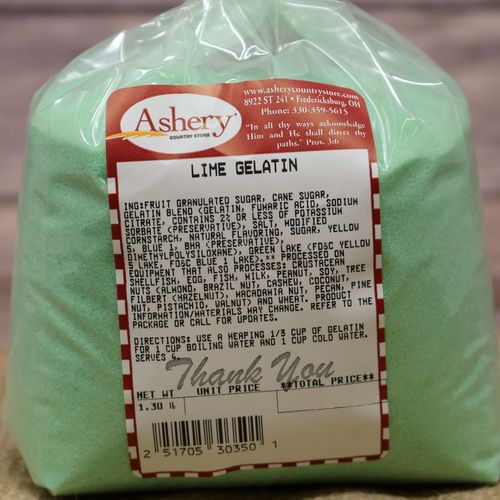 www.asherycountrystore.com
8922 ST 241 • Fredericksburg, OH
Phone: 330-359-5615
"In all thy ways acknowledge
Him and He shall direct thy
paths." Prov. 3:6
Ashery
COUNTRY STORE
LIME GELATIN
ING:FRUIT GRANULATED SUGAR, CANE SUGAR,
GELATIN BLEND (GELATIN, FUMARIC ACID, SODIUM
CITRATE, CONTAINS 2% OR LESS OF POTASSIUM
SORBATE (PRESERVATIVE), SALT, MODIFIED
CORNSTARCH, NATURAL FLAVORING, SUGAR, YELLOW
5, BLUE 1, BHA (PRESERVATIVE),
DIMETHYLPOLYSILOXANE), GREEN LAKE (FD&C YELLOW
5 LAKE, FD&C BLUE 1 LAKE).** PROCESSED ON
EQUIPMENT THAT ALSO PROCESSES: CRUSTACEAN
SHELLFISH, EGG, FISH, MILK, PEANUT, SOY, TREE
NUTS (ALMOND, BRAZIL NUT, CASHEW, COCONUT,
FILBERT (HAZELNUT), MACADAMIA NUT, PECAN, PINE
NUT, PISTACHIO, WALNUT) AND WHEAT. PRODUCT
INFORMATION/MATERIALS MAY CHANGE. REFER TO THE
PACKAGE OR CALL FOR UPDATES.
DIRECTIONS: USE A HEAPING 1/3 CUP OF GELATIN
FOR 1 CUP BOILING WATER AND 1 CUP COLD WATER.
SERVES 4.
Thank You
NET WT UNIT PRICE **TOTAL PRICE**
1.30 lb
2 51705 30350 1